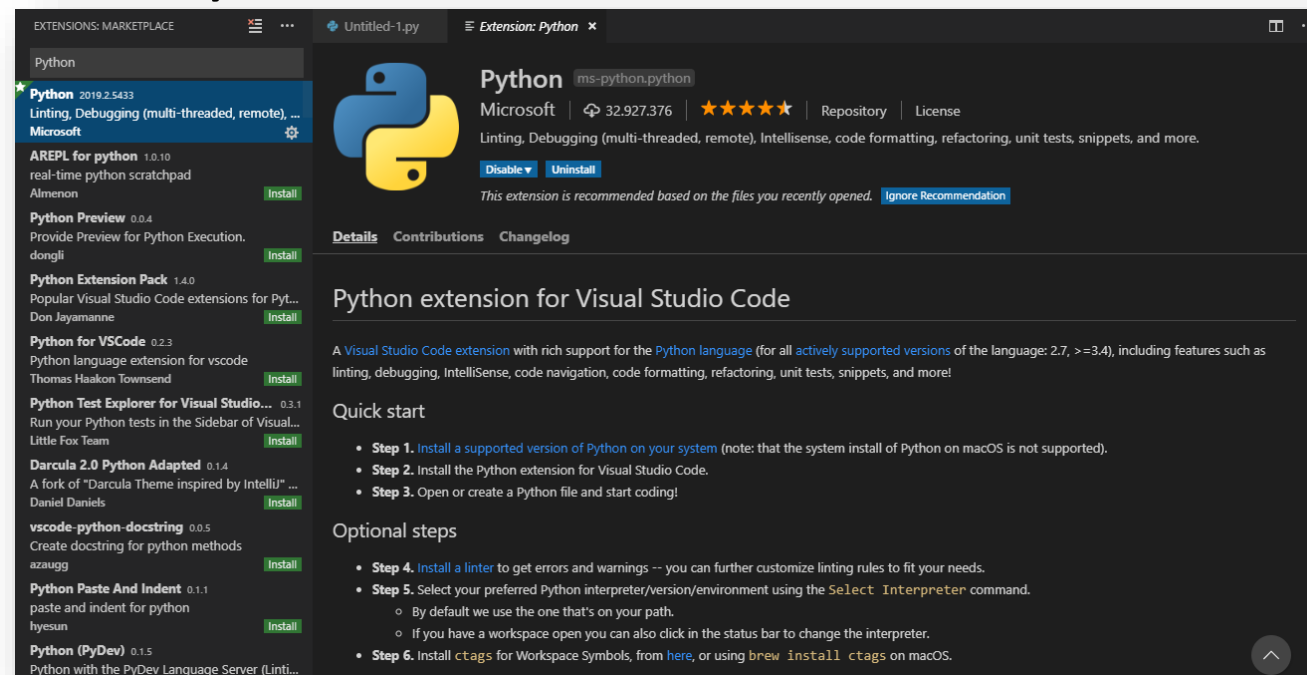 EXTENSIONS: MARKETPLACE
Python
Python 2019.2.5433
Linting, Debugging (multi-threaded, remote), ...
Microsoft
AREPL for python 1.0.10
real-time python scratchpad
Almenon Install
Python Preview 0.0.4
Provide Preview for Python Execution.
dongli Install
Python Extension Pack 1.4.0
Popular Visual Studio Code extensions for Pyt...
Don Jayamanne Install
Python for VSCode 0.2.3
Python language extension for vscode
Thomas Haakon Townsend Install
Python Test Explorer for Visual Studio... 0.3.1
Run your Python tests in the Sidebar of Visual...
Little Fox Team Install
Darcula 2.0 Python Adapted 0.1.4
A fork of "Darcula Theme inspired by IntelliJ" ...
Daniel Daniels Install
vscode-python-docstring 0.0.5
Create docstring for python methods
azaugg Install
Python Paste And Indent 0.1.1
paste and indent for python
hyesun Install
Python (PyDev) 0.1.5
Python with the PyDev Language Server (Linti...
Untitled-1.py Extension: Python
Python ms-python.python
Microsoft 32.927.376 Repository License
Linting, Debugging (multi-threaded, remote), Intellisense, code formatting, refactoring, unit tests, snippets, and more.
Disable Uninstall
This extension is recommended based on the files you recently opened. Ignore Recommendation
Details Contributions Changelog
Python extension for Visual Studio Code
A Visual Studio Code extension with rich support for the Python language (for all actively supported versions of the language: 2.7, >=3.4), including features such as
linting, debugging, IntelliSense, code navigation, code formatting, refactoring, unit tests, snippets, and more!
Quick start
• Step 1. Install a supported version of Python on your system (note: that the system install of Python on macOS is not supported).
• Step 2. Install the Python extension for Visual Studio Code.
• Step 3. Open or create a Python file and start coding!
Optional steps
• Step 4. Install a linter to get errors and warnings -- you can further customize linting rules to fit your needs.
• Step 5. Select your preferred Python interpreter/version/environment using the Select Interpreter command.
○ By default we use the one that's on your path.
○ If you have a workspace open you can also click in the status bar to change the interpreter.
• Step 6. Install ctags for Workspace Symbols, from here, or using brew install ctags on macOS.